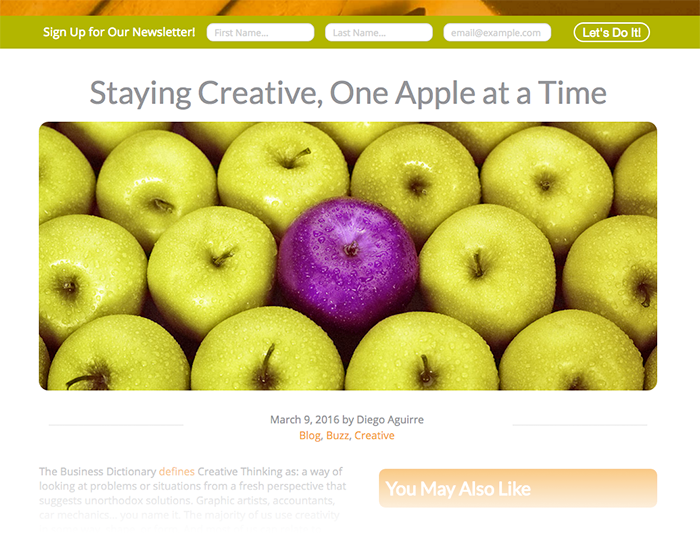 Sign Up for Our Newsletter! First Name... Last Name... email@example.com Let's Do It!
Staying Creative, One Apple at a Time
March 9, 2016 by Diego Aguirre
Blog, Buzz, Creative
The Business Dictionary defines Creative Thinking as: a way of
looking at problems or situations from a fresh perspective that
suggests unorthodox solutions. Graphic artists, accountants,
car mechanics... you name it. The majority of us use creativity
You May Also Like